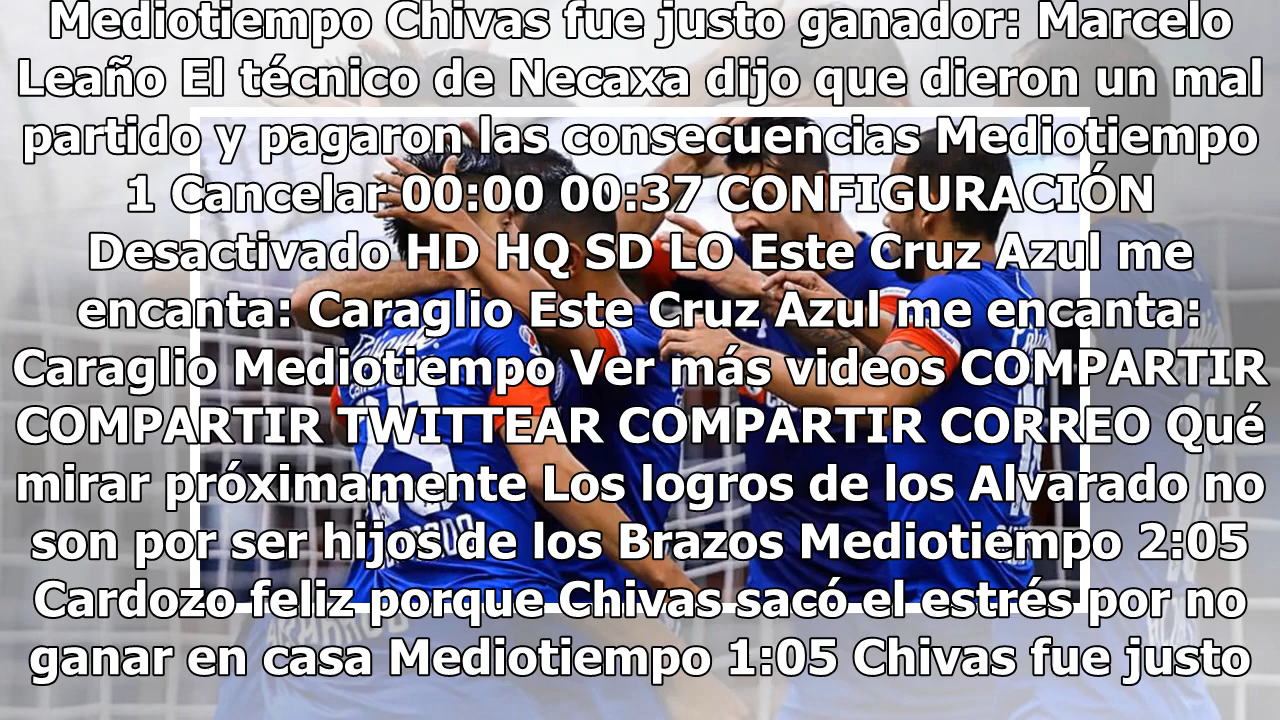 Mediotiempo Chivas fue justo ganador: Marcelo
Leaño El técnico de Necaxa dijo que dieron un mal
partido y pagaron las consecuencias Mediotiempo
1 Cancelar 00:00 00:37 CONFIGURACIÓN
Desactivado HD HQ SD LO Este Cruz Azul me
encanta: Caraglio Este Cruz Azul me encanta:
Caraglio Mediotiempo Ver más videos COMPARTIR
COMPARTIR TWITTEAR COMPARTIR CORREO Qué
mirar próximamente Los logros de los Alvarado no
son por ser hijos de los Brazos Mediotiempo 2:05
Cardozo feliz porque Chivas sacó el estrés por no
ganar en casa Mediotiempo 1:05 Chivas fue justo
25